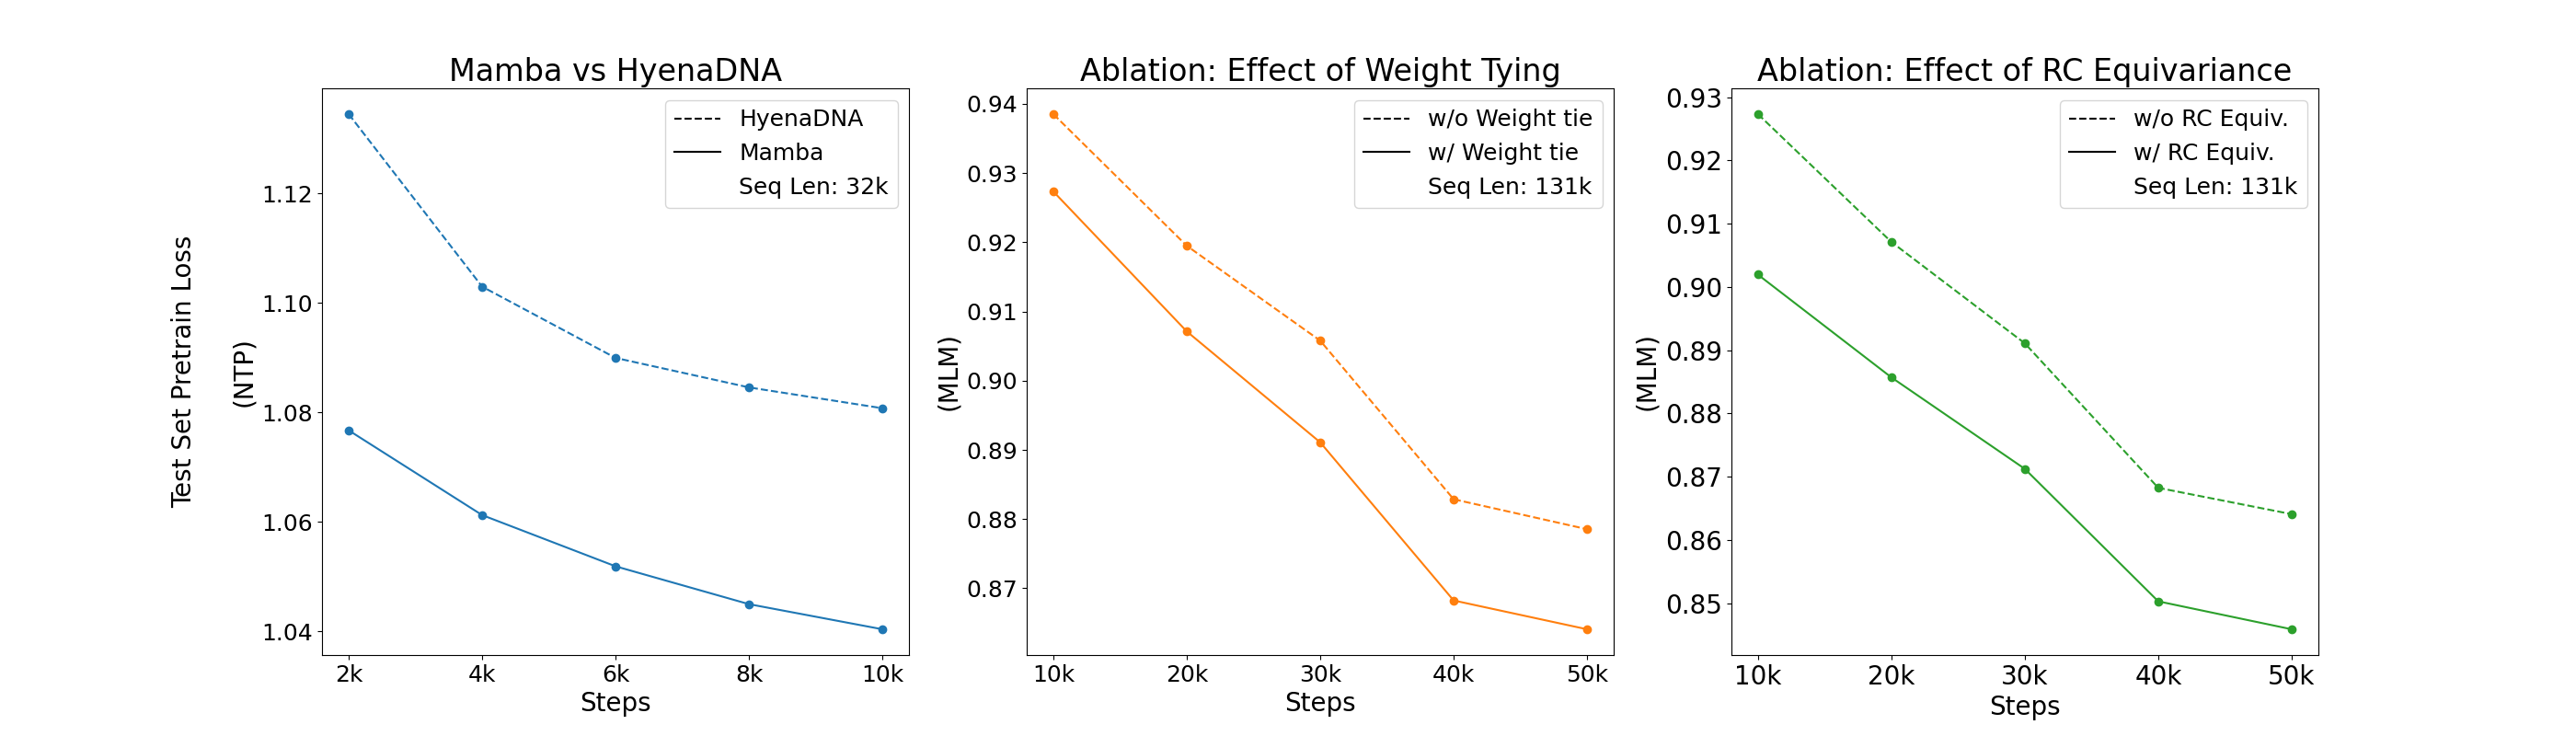 Mamba vs HyenaDNA
HyenaDNA
Mamba
Seq Len: 32k
Test Set Pretrain Loss
(NTP)
1.12
1.10
1.08
1.06
1.04
2k 4k 6k 8k 10k
Steps
Ablation: Effect of Weight Tying
w/o Weight tie
w/ Weight tie
Seq Len: 131k
(MLM)
0.94
0.93
0.92
0.91
0.90
0.89
0.88
0.87
10k 20k 30k 40k 50k
Steps
Ablation: Effect of RC Equivariance
w/o RC Equiv.
w/ RC Equiv.
Seq Len: 131k
(MLM)
0.93
0.92
0.91
0.90
0.89
0.88
0.87
0.86
0.85
10k 20k 30k 40k 50k
Steps